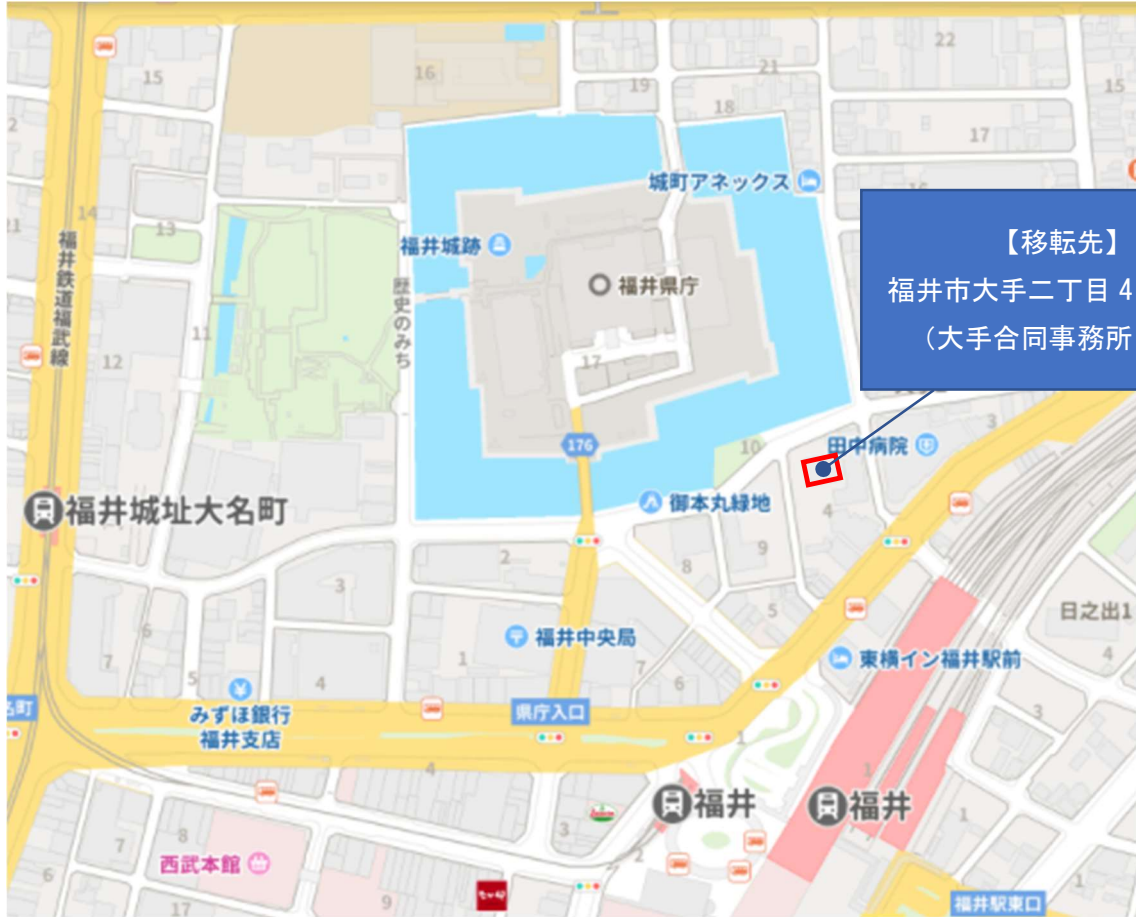 22
15
16
21
19
15
18
2
17
城町アネックス
【移転先】
福井市大手二丁目4
（大手合同事務所
14
21
13
福井城跡
福井県庁
福井鉄道福武線
歴史のみち
11
12
17
3
176
10
田中病院
福井城址大名町
御本丸緑地
4
9
2
8
3
5
日之出1
6
福井中央局
7
1
7
東横イン福井駅前
4
5
4
6
名町
みずほ銀行
福井支店
県庁入口
3
1
4
福井
福井
1
1
8
3
7
西武本館
2
6
9
1
17
福井駅東口